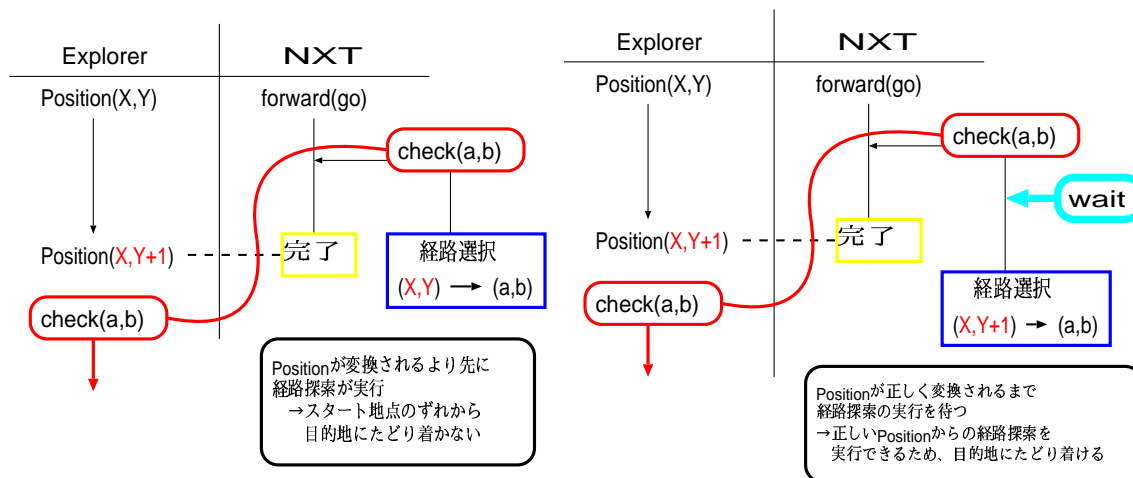 Explorer
NXT
Position(X,Y)
forward(go)
check(a,b)
Position(X,Y+1)
完了
経路選択
(X,Y) → (a,b)
check(a,b)
Positionが変換されるより先に
経路探索が実行
→スタート地点のずれから
目的地にたどり着かない
Explorer
NXT
Position(X,Y)
forward(go)
check(a,b)
wait
Position(X,Y+1)
完了
経路選択
(X,Y+1) → (a,b)
check(a,b)
Positionが正しく変換されるまで
経路探索の実行を待つ
→正しいPositionからの経路探索を
実行できるため、目的地にたどり着ける